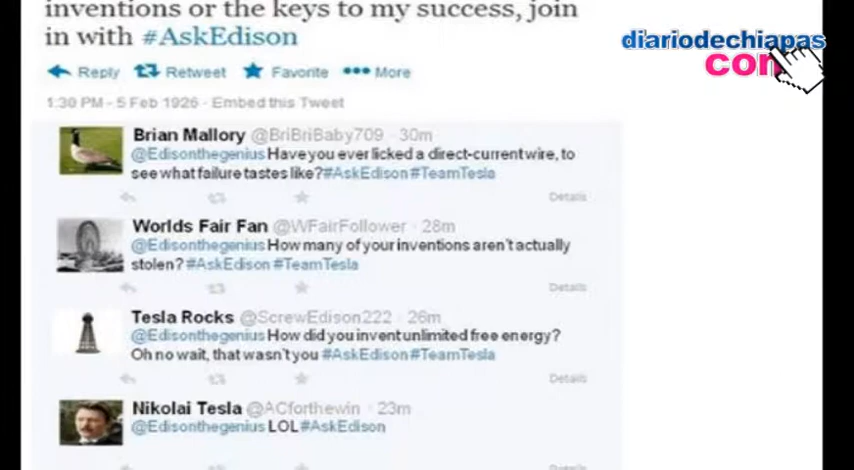 inventions or the keys to my success, join
in with #AskEdison
diariodechiapas
com
Reply Retweet Favorite More
1:30 PM - 5 Feb 1926 · Embed this Tweet
Brian Mallory @BriBriBaby709 · 30m
@Edisonthegenius Have you ever licked a direct-current wire, to
see what failure tastes like?#AskEdison #TeamTesla
Details
Worlds Fair Fan @WFairFollower · 28m
@Edisonthegenius How many of your inventions aren't actually
stolen? #AskEdison #TeamTesla
Details
Tesla Rocks @ScrewEdison222 · 26m
@Edisonthegenius How did you invent unlimited free energy?
Oh no wait, that wasn't you #AskEdison #TeamTesla
Details
Nikolai Tesla @ACforthewin · 23m
@Edisonthegenius LOL #AskEdison
Details